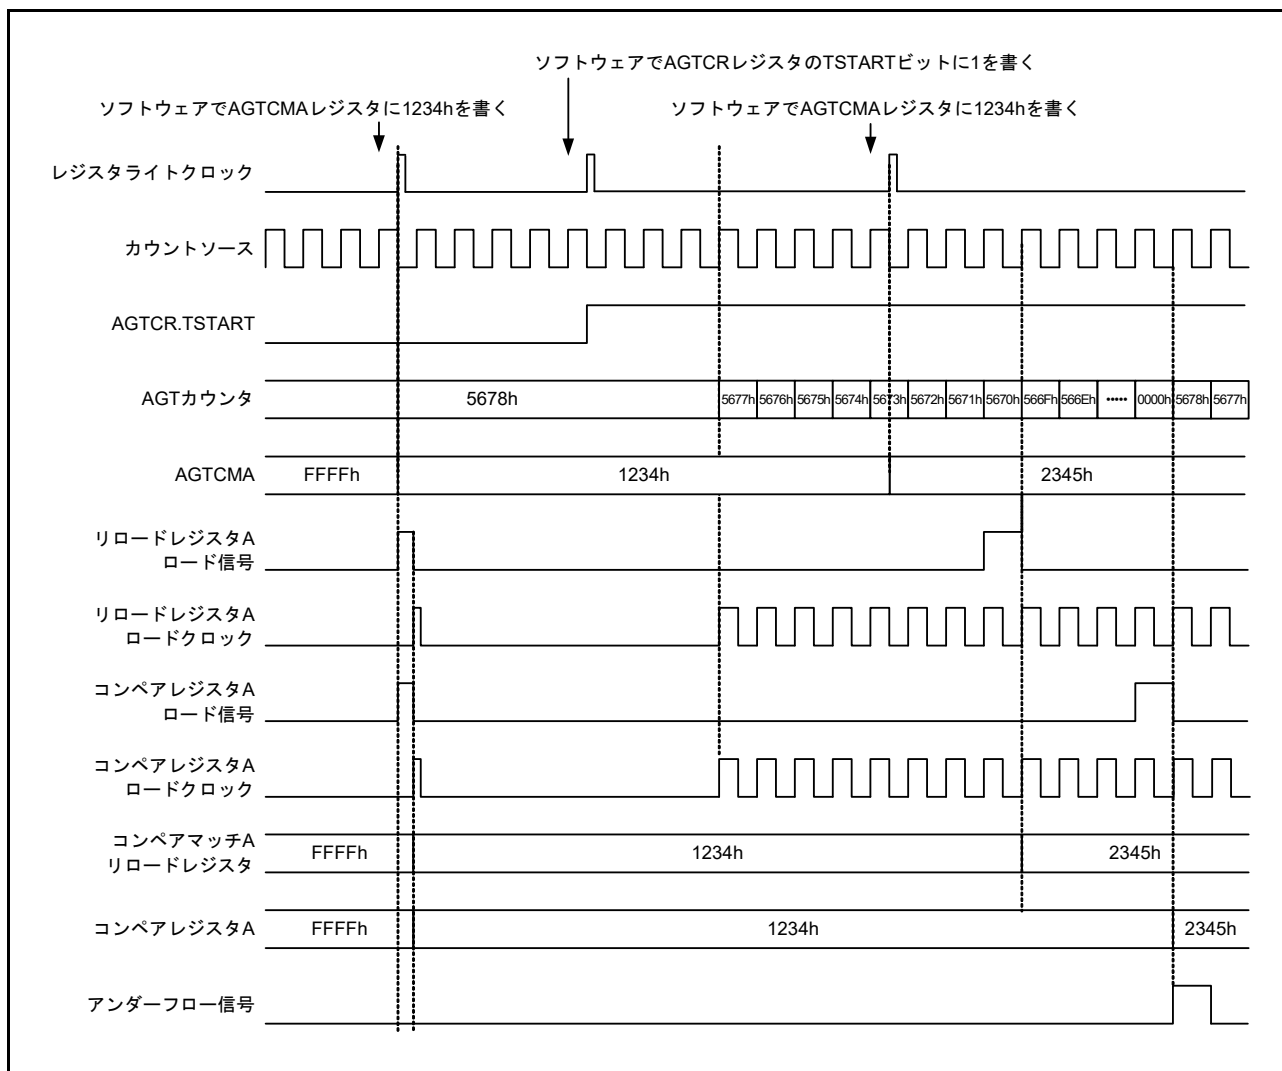 ソフトウェアでAGTCRレジスタのTSTARTビットに1を書く
ソフトウェアでAGTCMAレジスタに1234hを書く
ソフトウェアでAGTCMAレジスタに1234hを書く
レジスタライトクロック
カウントソース
AGTCR.TSTART
AGTカウンタ
5678h
5677h
5676h
5675h
5674h
5673h
5672h
5671h
5670h
566Fh
566Eh
•••••
0000h
5678h
5677h
AGTCMA
FFFFh
1234h
2345h
リロードレジスタA
ロード信号
リロードレジスタA
ロードクロック
コンペアレジスタA
ロード信号
コンペアレジスタA
ロードクロック
コンペアマッチA
リロードレジスタ
FFFFh
1234h
2345h
コンペアレジスタA
FFFFh
1234h
2345h
アンダーフロー信号